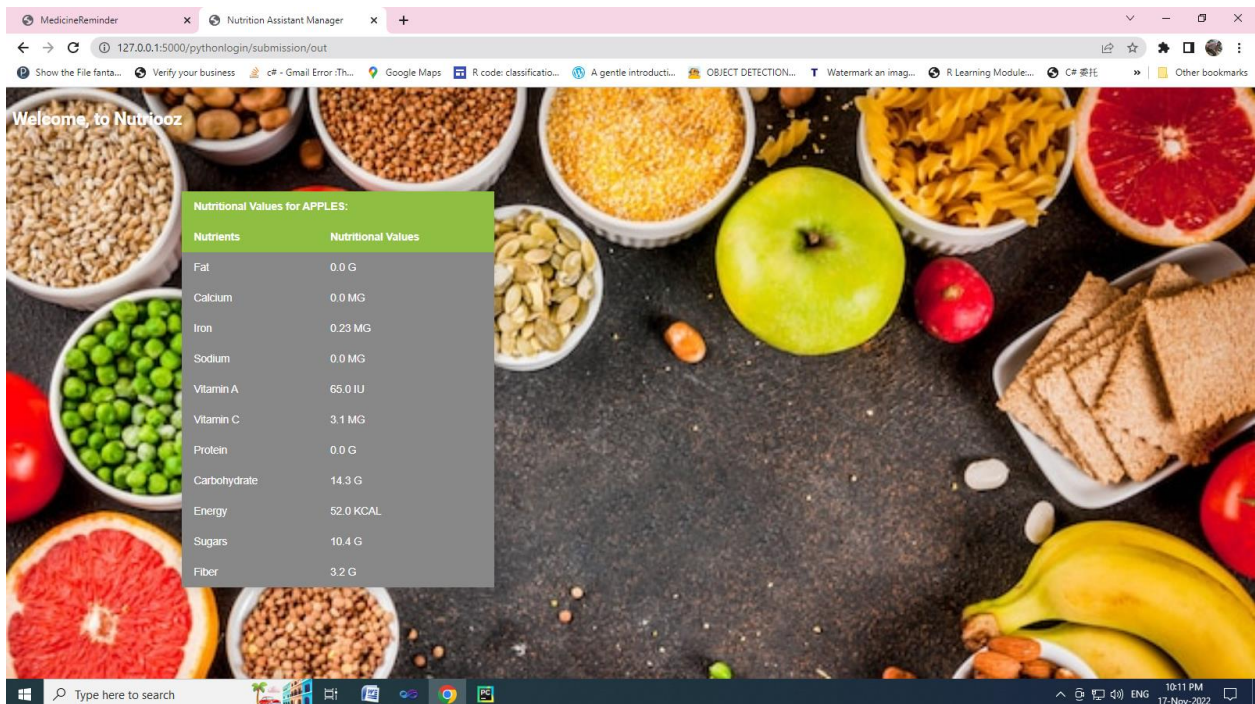 MedicineReminder
Nutrition Assistant Manager
127.0.0.1:5000/pythonlogin/submission/out
Show the File fanta... Verify your business c# - Gmail Error :Th... Google Maps R code: classificatio... A gentle introducti... OBJECT DETECTION... Watermark an imag... R Learning Module:... C# 委托 » Other bookmarks
Welcome, to Nutriooz
Nutritional Values for APPLES:
Nutrients Nutritional Values
Fat 0.0 G
Calcium 0.0 MG
Iron 0.23 MG
Sodium 0.0 MG
Vitamin A 65.0 IU
Vitamin C 3.1 MG
Protein 0.0 G
Carbohydrate 14.3 G
Energy 52.0 KCAL
Sugars 10.4 G
Fiber 3.2 G
Type here to search
ENG
10:11 PM
17-Nov-2022